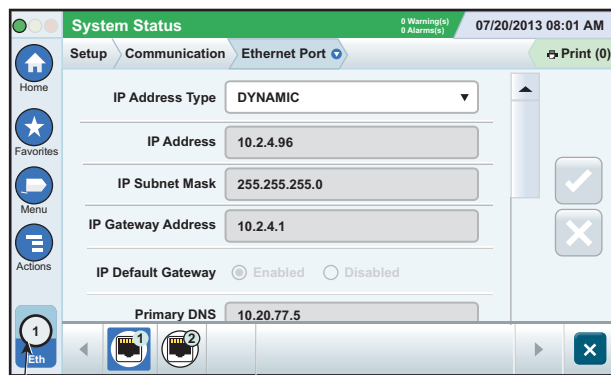 System Status
0 Warning(s)
0 Alarms(s)
07/20/2013 08:01 AM
Setup Communication Ethernet Port
Print (0)
Home
Favorites
Menu
Actions
IP Address Type DYNAMIC
IP Address 10.2.4.96
IP Subnet Mask 255.255.255.0
IP Gateway Address 10.2.4.1
IP Default Gateway Enabled Disabled
Primary DNS 10.20.77.5
1
Eth
1
2